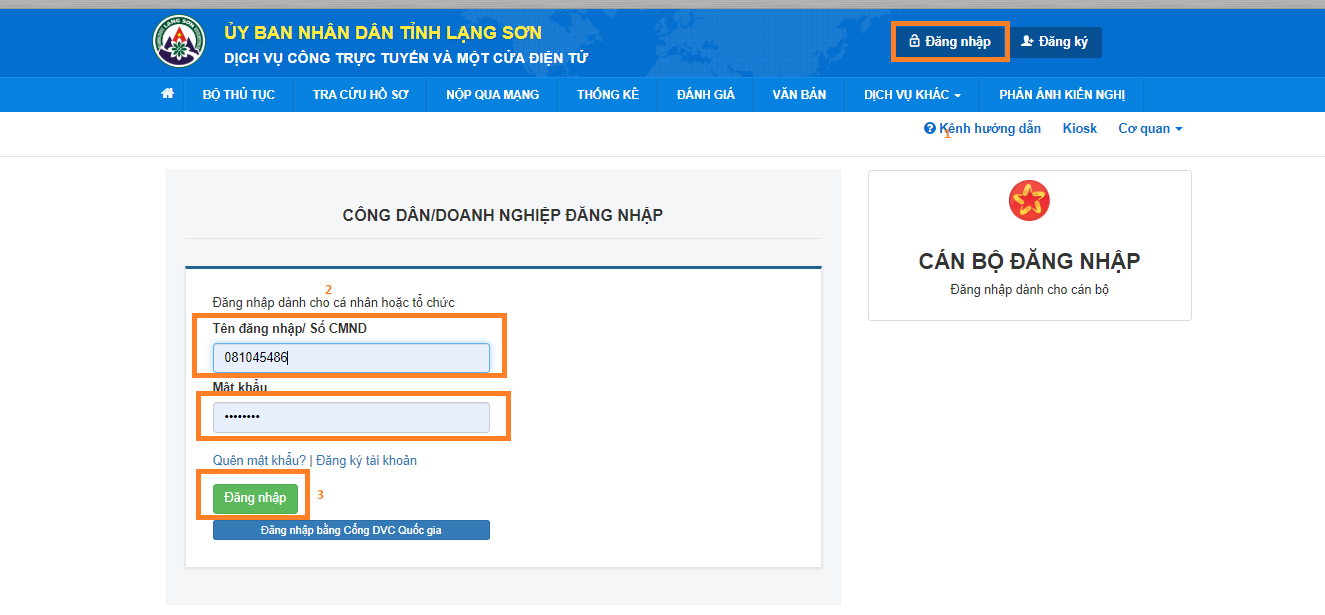 LANG SON
ỦY BAN NHÂN DÂN TỈNH LẠNG SƠN
DỊCH VỤ CÔNG TRỰC TUYẾN VÀ MỘT CỬA ĐIỆN TỬ
Đăng nhập Đăng ký
BỘ THỦ TỤC TRA CỨU HỒ SƠ NỘP QUA MẠNG THỐNG KÊ ĐÁNH GIÁ VĂN BẢN DỊCH VỤ KHÁC PHẢN ÁNH KIẾN NGHỊ
Kênh hướng dẫn Kiosk Cơ quan
1
CÔNG DÂN/DOANH NGHIỆP ĐĂNG NHẬP
CÁN BỘ ĐĂNG NHẬP
Đăng nhập dành cho cán bộ
2
Đăng nhập dành cho cá nhân hoặc tổ chức
Tên đăng nhập/ Số CMND
081045486
Mật khẩu
••••••••
Quên mật khẩu? | Đăng ký tài khoản
Đăng nhập 3
Đăng nhập bằng Cổng DVC Quốc gia